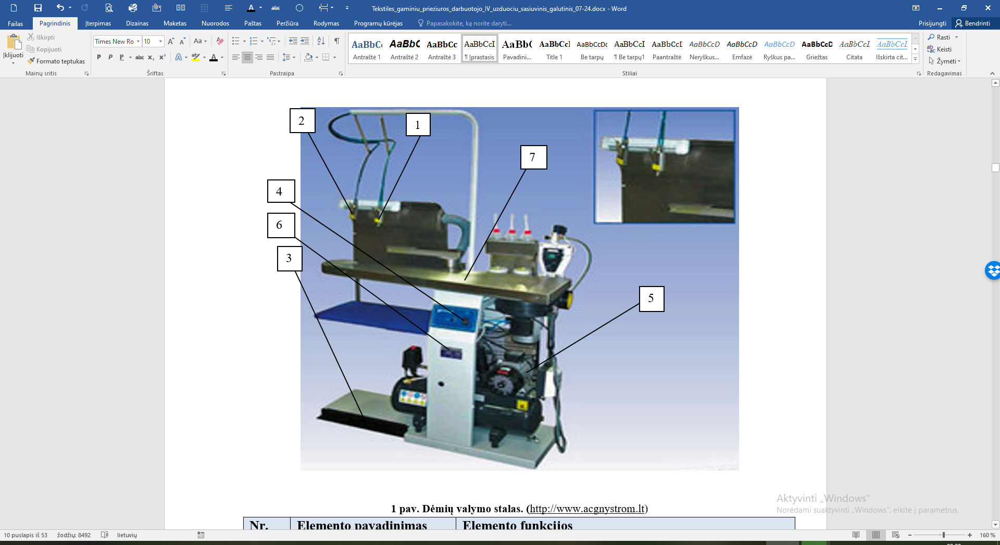 Tekstiles_gaminiu_prieziuros_darbuotojo_IV_uzduociu_sasiuvinis_galutinis_07-24.docx - Word
Failas Pagrindinis Įterpimas Dizainas Maketas Nuorodos Paštas Peržiūra Rodymas Programų kūrėjas Papasakokite, ką norite daryti... Prisijungti Bendrinti
Įklijuoti
Iškirpti
Kopijuoti
Formato teptukas
Mainų sritis
Times New Ro 10
Šriftas
Pastraipa
AaBbCc AaBbC AaBbCc AaBbCcI AaBb( AaBbCcI AaBbCcDc AaBbCcI AaBbCcI AaBbCcD AaBbCcD AaBbCcD AaBbCcD AaBbCcL AaBbCcL
Antraštė 1 Antraštė 2 Antraštė 3 ¶ Įprastasis Pavadini... Title 1 Be tarpų ¶ Be tarpų1 Paantraštė Neryškus... Emfazė Ryškus pa... Griežtas Citata Išskirta cit...
Stiliai
Rasti
Keisti
Žymėti
Redagavimas
2
1
7
4
6
3
5
1 pav. Dėmių valymo stalas. (http://www.acgnystrom.lt)
Nr. Elemento pavadinimas Elemento funkcijos
Aktyvinti „Windows“
Norėdami suaktyvinti „Windows“, eikite į parametrus.
10 puslapis iš 53 žodžių: 8492 lietuvių 160 %